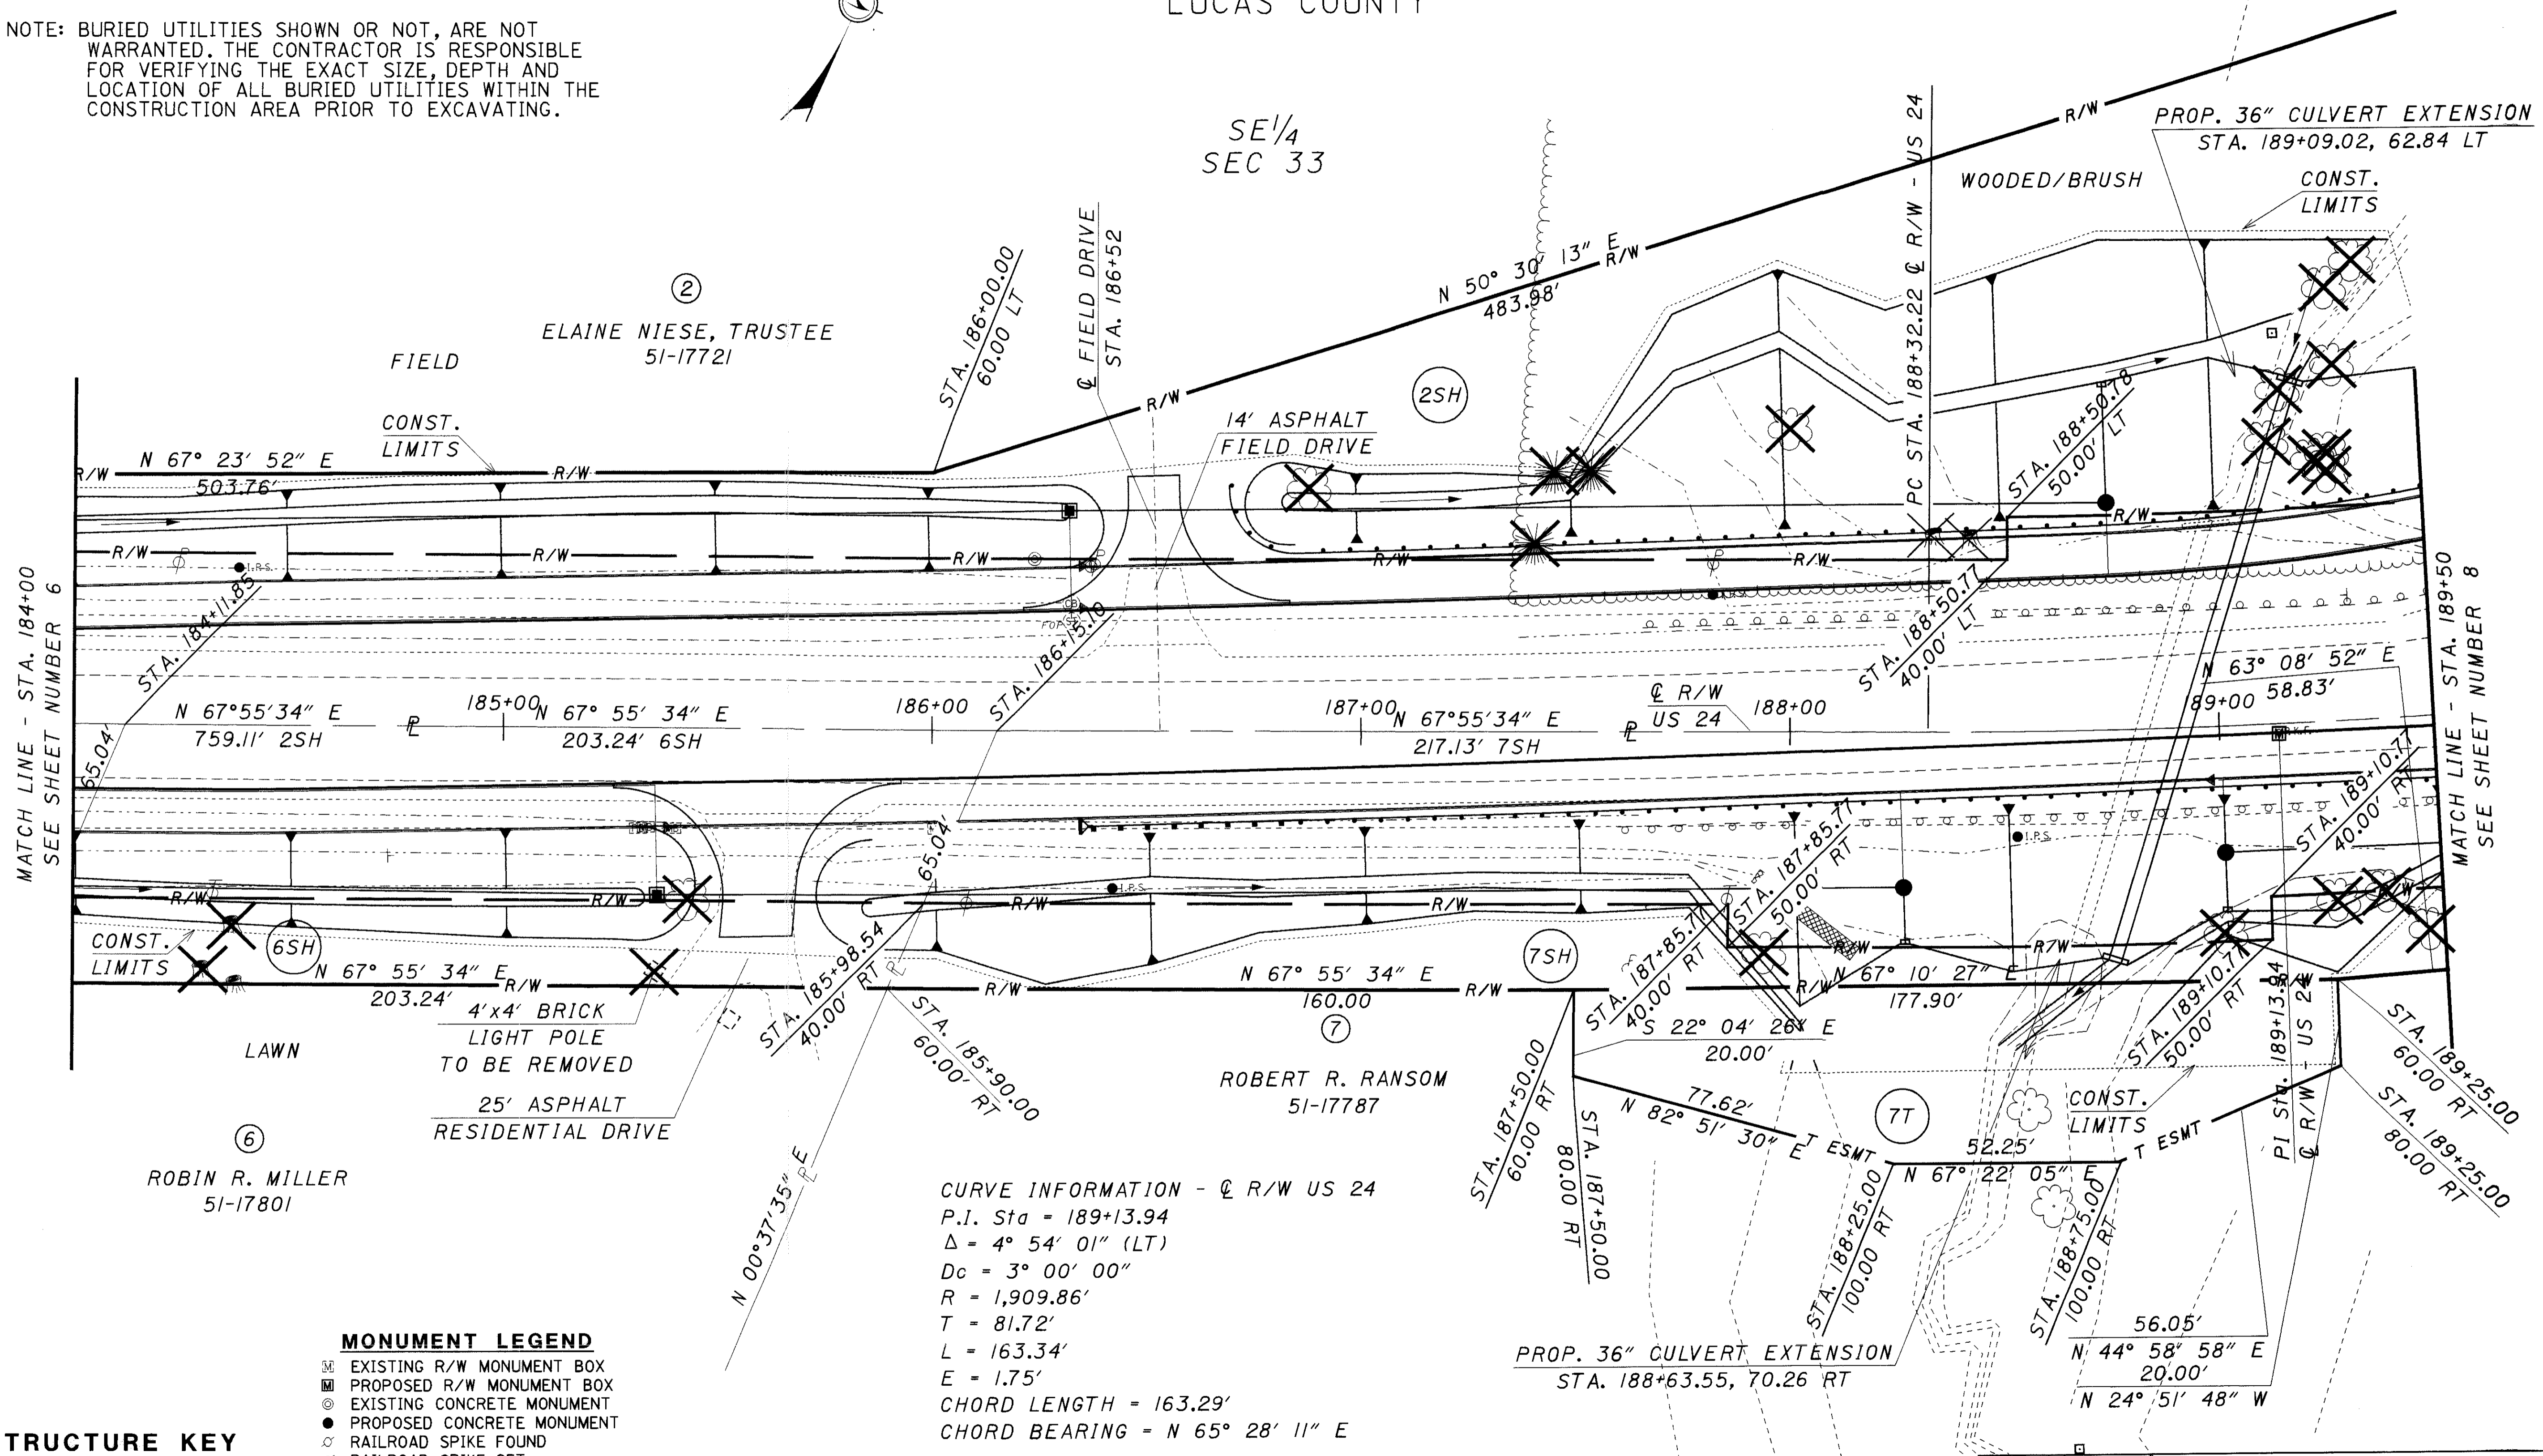 LUCAS COUNTY
NOTE: BURIED UTILITIES SHOWN OR NOT, ARE NOT
WARRANTED. THE CONTRACTOR IS RESPONSIBLE
FOR VERIFYING THE EXACT SIZE, DEPTH AND
LOCATION OF ALL BURIED UTILITIES WITHIN THE
CONSTRUCTION AREA PRIOR TO EXCAVATING.
SE 1/4
SEC 33
PROP. 36" CULVERT EXTENSION
STA. 189+09.02, 62.84 LT
WOODED/BRUSH
CONST.
LIMITS
R/W
PC STA. 188+32.22 ℄ R/W - US 24
N 50° 30' 13" E
483.98'
R/W
R/W
2
ELAINE NIESE, TRUSTEE
51-17721
FIELD
CONST.
LIMITS
STA. 186+00.00
60.00 LT
℄ FIELD DRIVE
STA. 186+52
14' ASPHALT
FIELD DRIVE
2SH
STA. 188+50.78
50.00' LT
R/W
N 67° 23' 52" E
503.76'
R/W
R/W
R/W
R/W
R/W
R/W
R/W
I.P.S.
STA. 184+11.85
STA. 186+15.70
STA. 188+50.77
40.00' LT
MATCH LINE - STA. 184+00
SEE SHEET NUMBER 6
MATCH LINE - STA. 189+50
SEE SHEET NUMBER 8
N 63° 08' 52" E
58.83'
65.04'
N 67°55'34" E
759.11' 2SH
185+00
N 67° 55' 34" E
203.24' 6SH
186+00
187+00
N 67°55'34" E
217.13' 7SH
℄ R/W
US 24
188+00
189+00
STA. 189+10.77
40.00' RT
STA. 187+85.77
50.00' RT
I.P.S.
65.04'
I.P.S.
R/W
R/W
R/W
R/W
R/W
R/W
R/W
CONST.
LIMITS
6SH
N 67° 55' 34" E
203.24'
R/W
4'x4' BRICK
LIGHT POLE
TO BE REMOVED
LAWN
25' ASPHALT
RESIDENTIAL DRIVE
STA. 185+98.54
40.00' RT
STA. 185+90.00
60.00' RT
R/W
N 67° 55' 34" E
160.00
R/W
7SH
STA. 187+85.77
40.00' RT
R/W
N 67° 10' 27" E
177.90'
R/W
S 22° 04' 26" E
20.00'
STA. 189+10.77
50.00' RT
PI Sta. 189+13.94
℄ R/W - US 24
STA. 189+25.00
60.00 RT
STA. 189+25.00
80.00 RT
7
ROBERT R. RANSOM
51-17787
6
ROBIN R. MILLER
51-17801
N 00°37'35" E
STA. 187+50.00
60.00 RT
STA. 187+50.00
80.00 RT
77.62'
N 82° 51' 30" E
T ESMT
7T
CONST.
LIMITS
T ESMT
52.25'
N 67° 22' 05" E
STA. 188+25.00
100.00 RT
STA. 188+75.00
100.00 RT
56.05'
N 44° 58' 58" E
20.00'
N 24° 51' 48" W
PROP. 36" CULVERT EXTENSION
STA. 188+63.55, 70.26 RT
CURVE INFORMATION - ℄ R/W US 24
P.I. Sta = 189+13.94
Δ = 4° 54' 01" (LT)
Dc = 3° 00' 00"
R = 1,909.86'
T = 81.72'
L = 163.34'
E = 1.75'
CHORD LENGTH = 163.29'
CHORD BEARING = N 65° 28' 11" E
MONUMENT LEGEND
EXISTING R/W MONUMENT BOX
PROPOSED R/W MONUMENT BOX
EXISTING CONCRETE MONUMENT
PROPOSED CONCRETE MONUMENT
RAILROAD SPIKE FOUND
TRUCTURE KEY